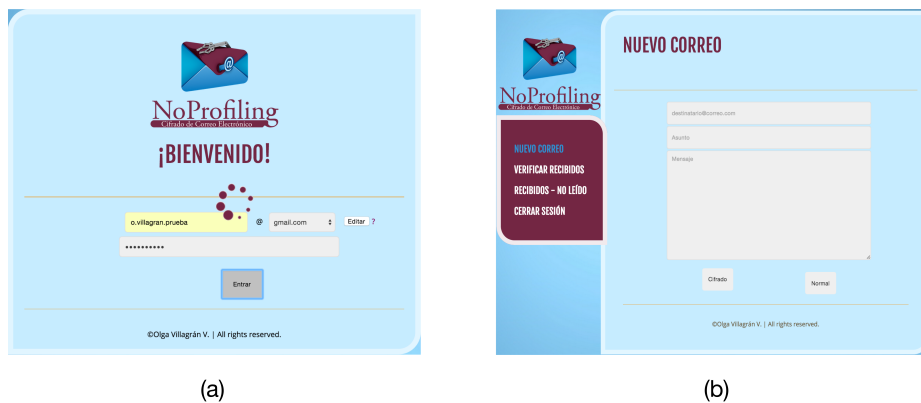 NoProfiling
Cifrado de Correo Electrónico
¡BIENVENIDO!
o.villagran.prueba @ gmail.com Editar ?
••••••••••
Entrar
©Olga Villagrán V. | All rights reserved.
(a)
NoProfiling
Cifrado de Correo Electrónico
NUEVO CORREO
VERIFICAR RECIBIDOS
RECIBIDOS – NO LEÍDO
CERRAR SESIÓN
NUEVO CORREO
destinatario@correo.com
Asunto
Mensaje
Cifrado Normal
©Olga Villagrán V. | All rights reserved.
(b)